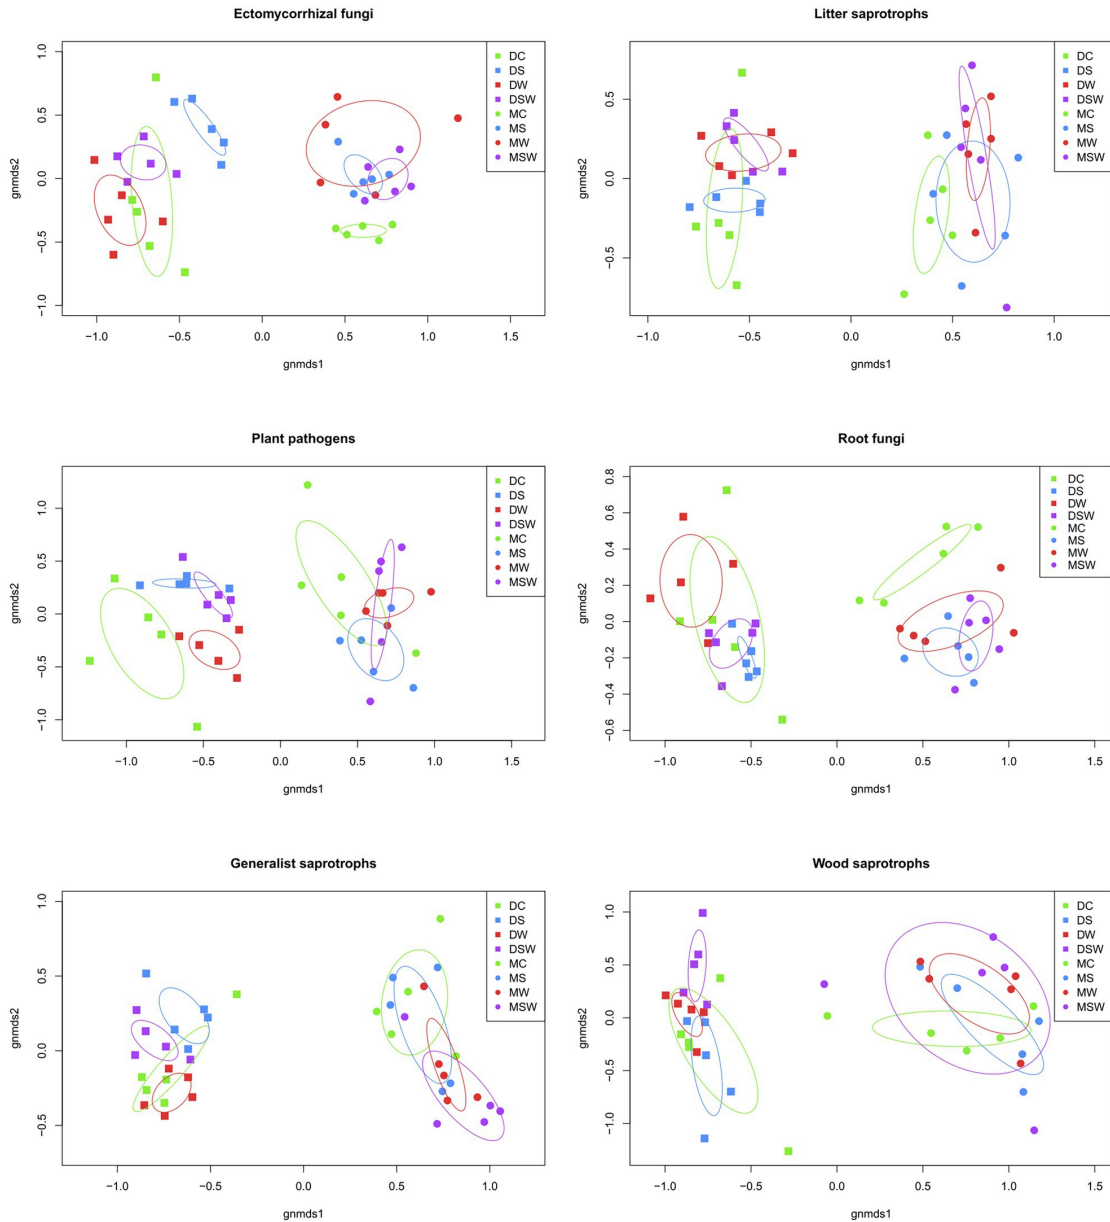 Ectomycorrhizal fungi
gnmds2
1.0
0.5
0.0
−0.5
−1.0
−1.0
−0.5
0.0
0.5
1.0
1.5
gnmds1
DC
DS
DW
DSW
MC
MS
MW
MSW
Litter saprotrophs
gnmds2
0.5
0.0
−0.5
−1.0
−0.5
0.0
0.5
1.0
gnmds1
DC
DS
DW
DSW
MC
MS
MW
MSW
Plant pathogens
gnmds2
1.0
0.5
0.0
−0.5
−1.0
−1.0
−0.5
0.0
0.5
1.0
1.5
gnmds1
DC
DS
DW
DSW
MC
MS
MW
MSW
Root fungi
gnmds2
0.8
0.6
0.4
0.2
0.0
−0.2
−0.4
−0.6
−1.0
−0.5
0.0
0.5
1.0
1.5
gnmds1
DC
DS
DW
DSW
MC
MS
MW
MSW
Generalist saprotrophs
gnmds2
1.0
0.5
0.0
−0.5
−1.0
−0.5
0.0
0.5
1.0
gnmds1
DC
DS
DW
DSW
MC
MS
MW
MSW
Wood saprotrophs
gnmds2
1.0
0.5
0.0
−0.5
−1.0
−1.0
−0.5
0.0
0.5
1.0
1.5
gnmds1
DC
DS
DW
DSW
MC
MS
MW
MSW